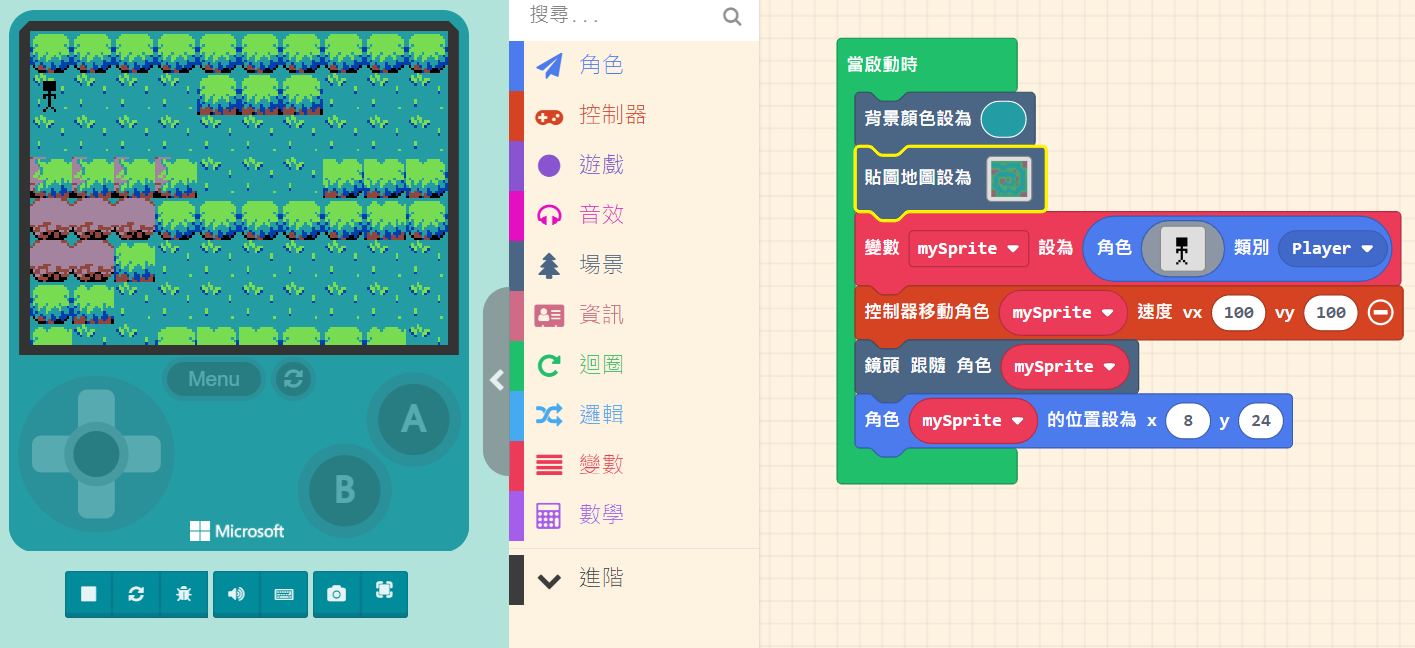 Menu
A
B
Microsoft
搜尋...
角色
控制器
遊戲
音效
場景
資訊
迴圈
邏輯
變數
數學
進階
當啟動時
背景顏色設為
貼圖地圖設為
變數 mySprite 設為 角色 類別 Player
控制器移動角色 mySprite 速度 vx 100 vy 100
鏡頭 跟隨 角色 mySprite
角色 mySprite 的位置設為 x 8 y 24